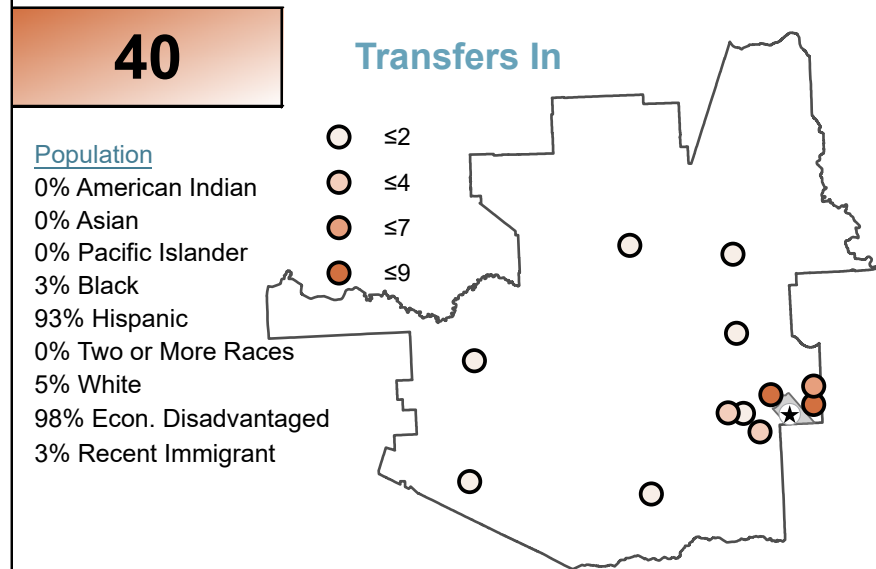 40
Transfers In
Population
0% American Indian
0% Asian
0% Pacific Islander
3% Black
93% Hispanic
0% Two or More Races
5% White
98% Econ. Disadvantaged
3% Recent Immigrant
≤2
≤4
≤7
≤9